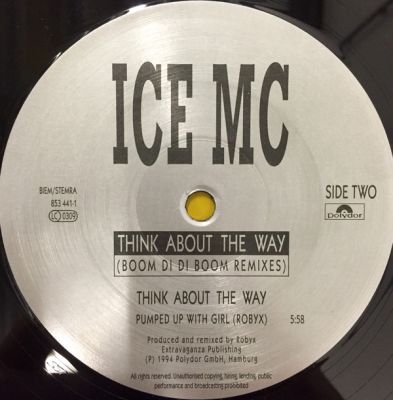 ICE MC
BIEM/STEMRA
853 441-1
LC 0309
SIDE TWO
Polydor
THINK ABOUT THE WAY
(BOOM DI DI BOOM REMIXES)
THINK ABOUT THE WAY
PUMPED UP WITH GIRL (ROBYX) 5:58
Produced and remixed by Robyx
Extravaganza Publishing
(P) 1994 Polydor GmbH, Hamburg
All rights reserved. Unauthorised copying, hiring, lending, public
performance and broadcasting prohibited